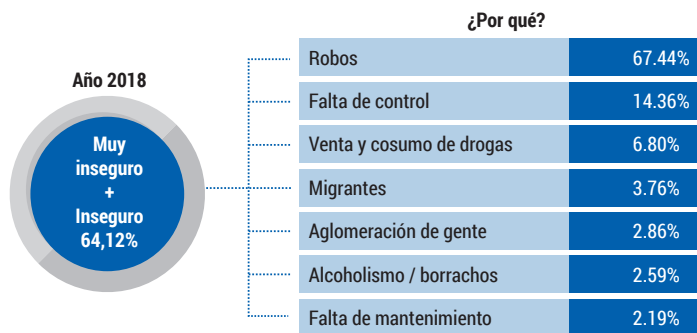 ¿Por qué?
Año 2018
Muy
inseguro
+
Inseguro
64,12%
Robos 67.44%
Falta de control 14.36%
Venta y cosumo de drogas 6.80%
Migrantes 3.76%
Aglomeración de gente 2.86%
Alcoholismo / borrachos 2.59%
Falta de mantenimiento 2.19%